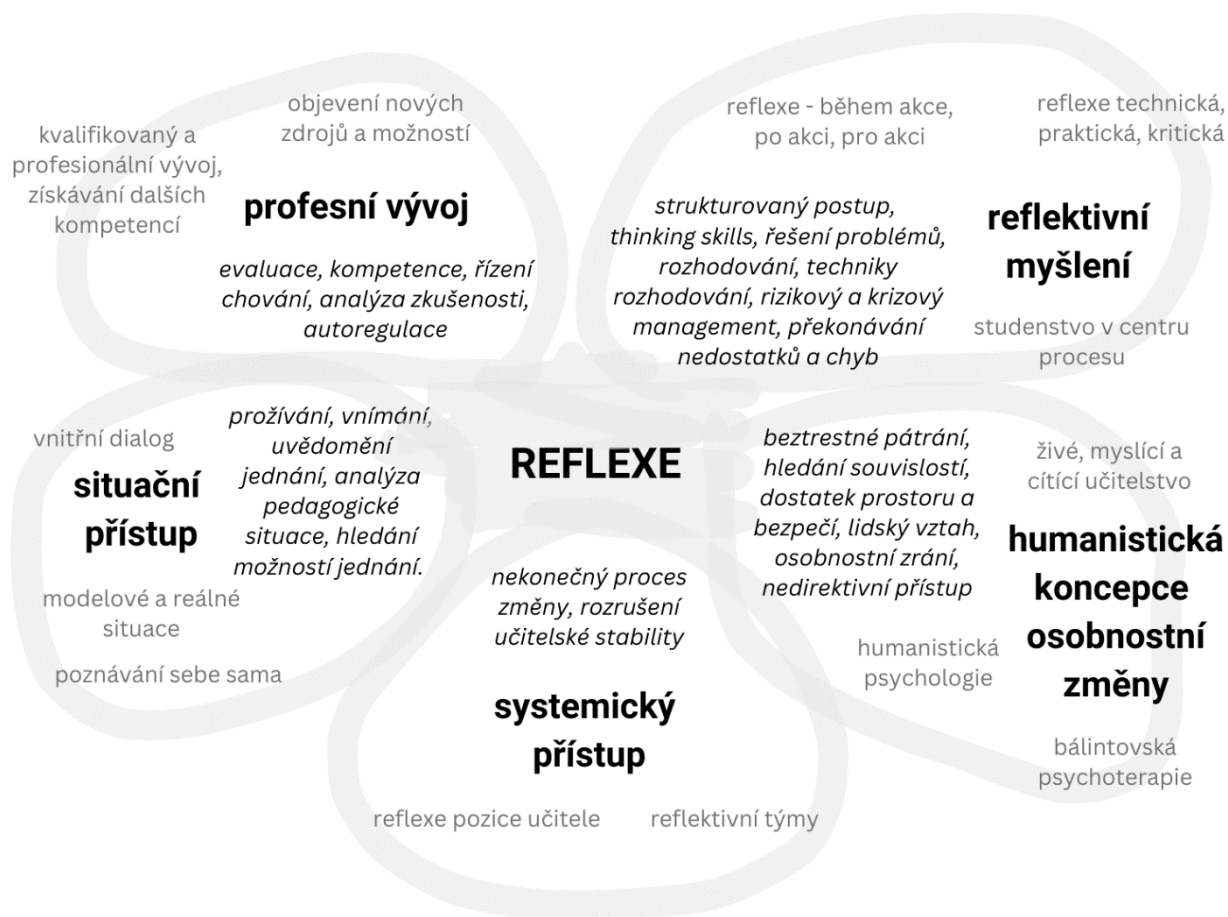 objevení nových
zdrojů a možností
kvalifikovaný a
profesionální vývoj,
získávání dalších
kompetencí
profesní vývoj
evaluace, kompetence, řízení
chování, analýza zkušenosti,
autoregulace
reflexe - během akce,
po akci, pro akci
reflexe technická,
praktická, kritická
strukturovaný postup,
thinking skills, řešení problémů,
rozhodování, techniky
rozhodování, rizikový a krizový
management, překonávání
nedostatků a chyb
reflektivní
myšlení
studenstvo v centru
procesu
vnitřní dialog
situační
přístup
prožívání, vnímání,
uvědomění
jednání, analýza
pedagogické
situace, hledání
možností jednání.
modelové a reálné
situace
poznávání sebe sama
REFLEXE
nekonečný proces
změny, rozrušení
učitelské stability
systemický
přístup
reflexe pozice učitele
reflektivní týmy
beztrestné pátrání,
hledání souvislostí,
dostatek prostoru a
bezpečí, lidský vztah,
osobnostní zrání,
nedirektivní přístup
živé, myslící a
cítící učitelstvo
humanistická
koncepce
osobnostní
změny
humanistická
psychologie
bálintovská
psychoterapie